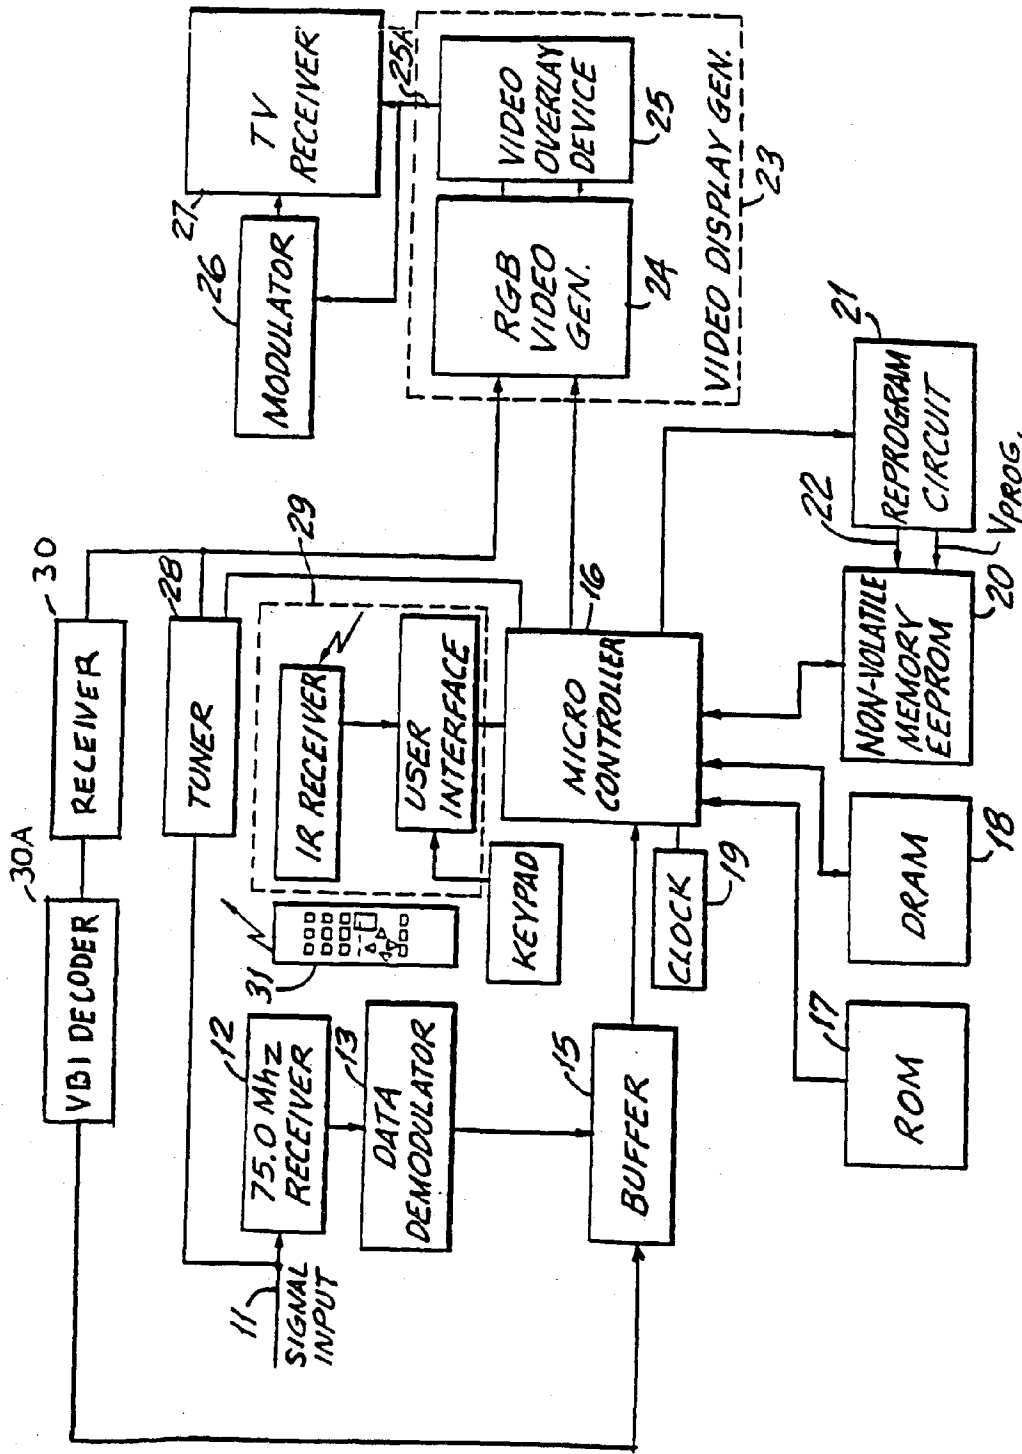 30A
VBI DECODER
30
RECEIVER
28
TUNER
11
SIGNAL
INPUT
12
75.0 Mhz
RECEIVER
13
DATA
DEMODULATOR
31
29
IR RECEIVER
USER
INTERFACE
KEYPAD
26
MODULATOR
27
TV
RECEIVER
25A
15
BUFFER
CLOCK
19
16
MICRO
CONTROLLER
RGB
VIDEO
GEN.
24
VIDEO
OVERLAY
DEVICE
25
VIDEO DISPLAY GEN.
23
17
ROM
DRAM
18
NON-VOLATILE
MEMORY
EEPROM
20
22
VPROG.
21
REPROGRAM
CIRCUIT